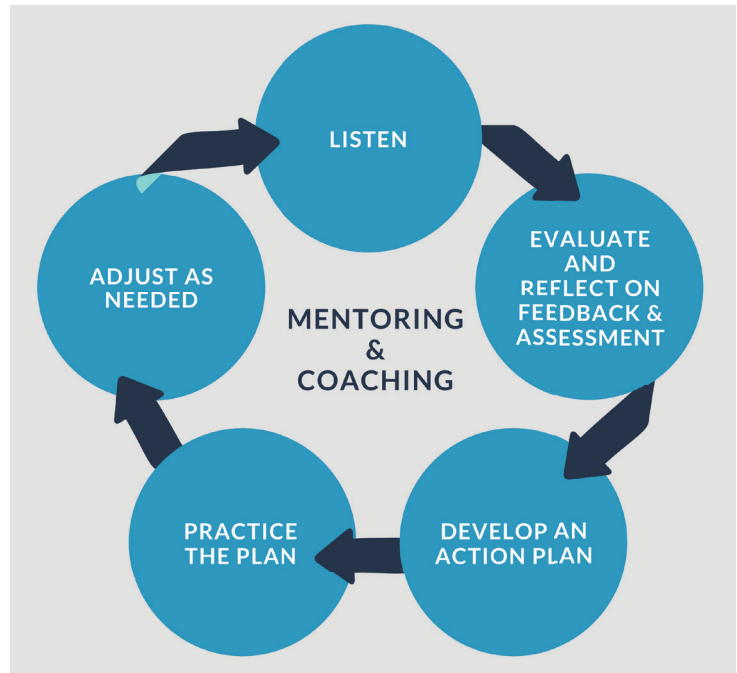 LISTEN
EVALUATE
AND
REFLECT ON
FEEDBACK &
ASSESSMENT
DEVELOP AN
ACTION PLAN
PRACTICE
THE PLAN
ADJUST AS
NEEDED
MENTORING
&
COACHING